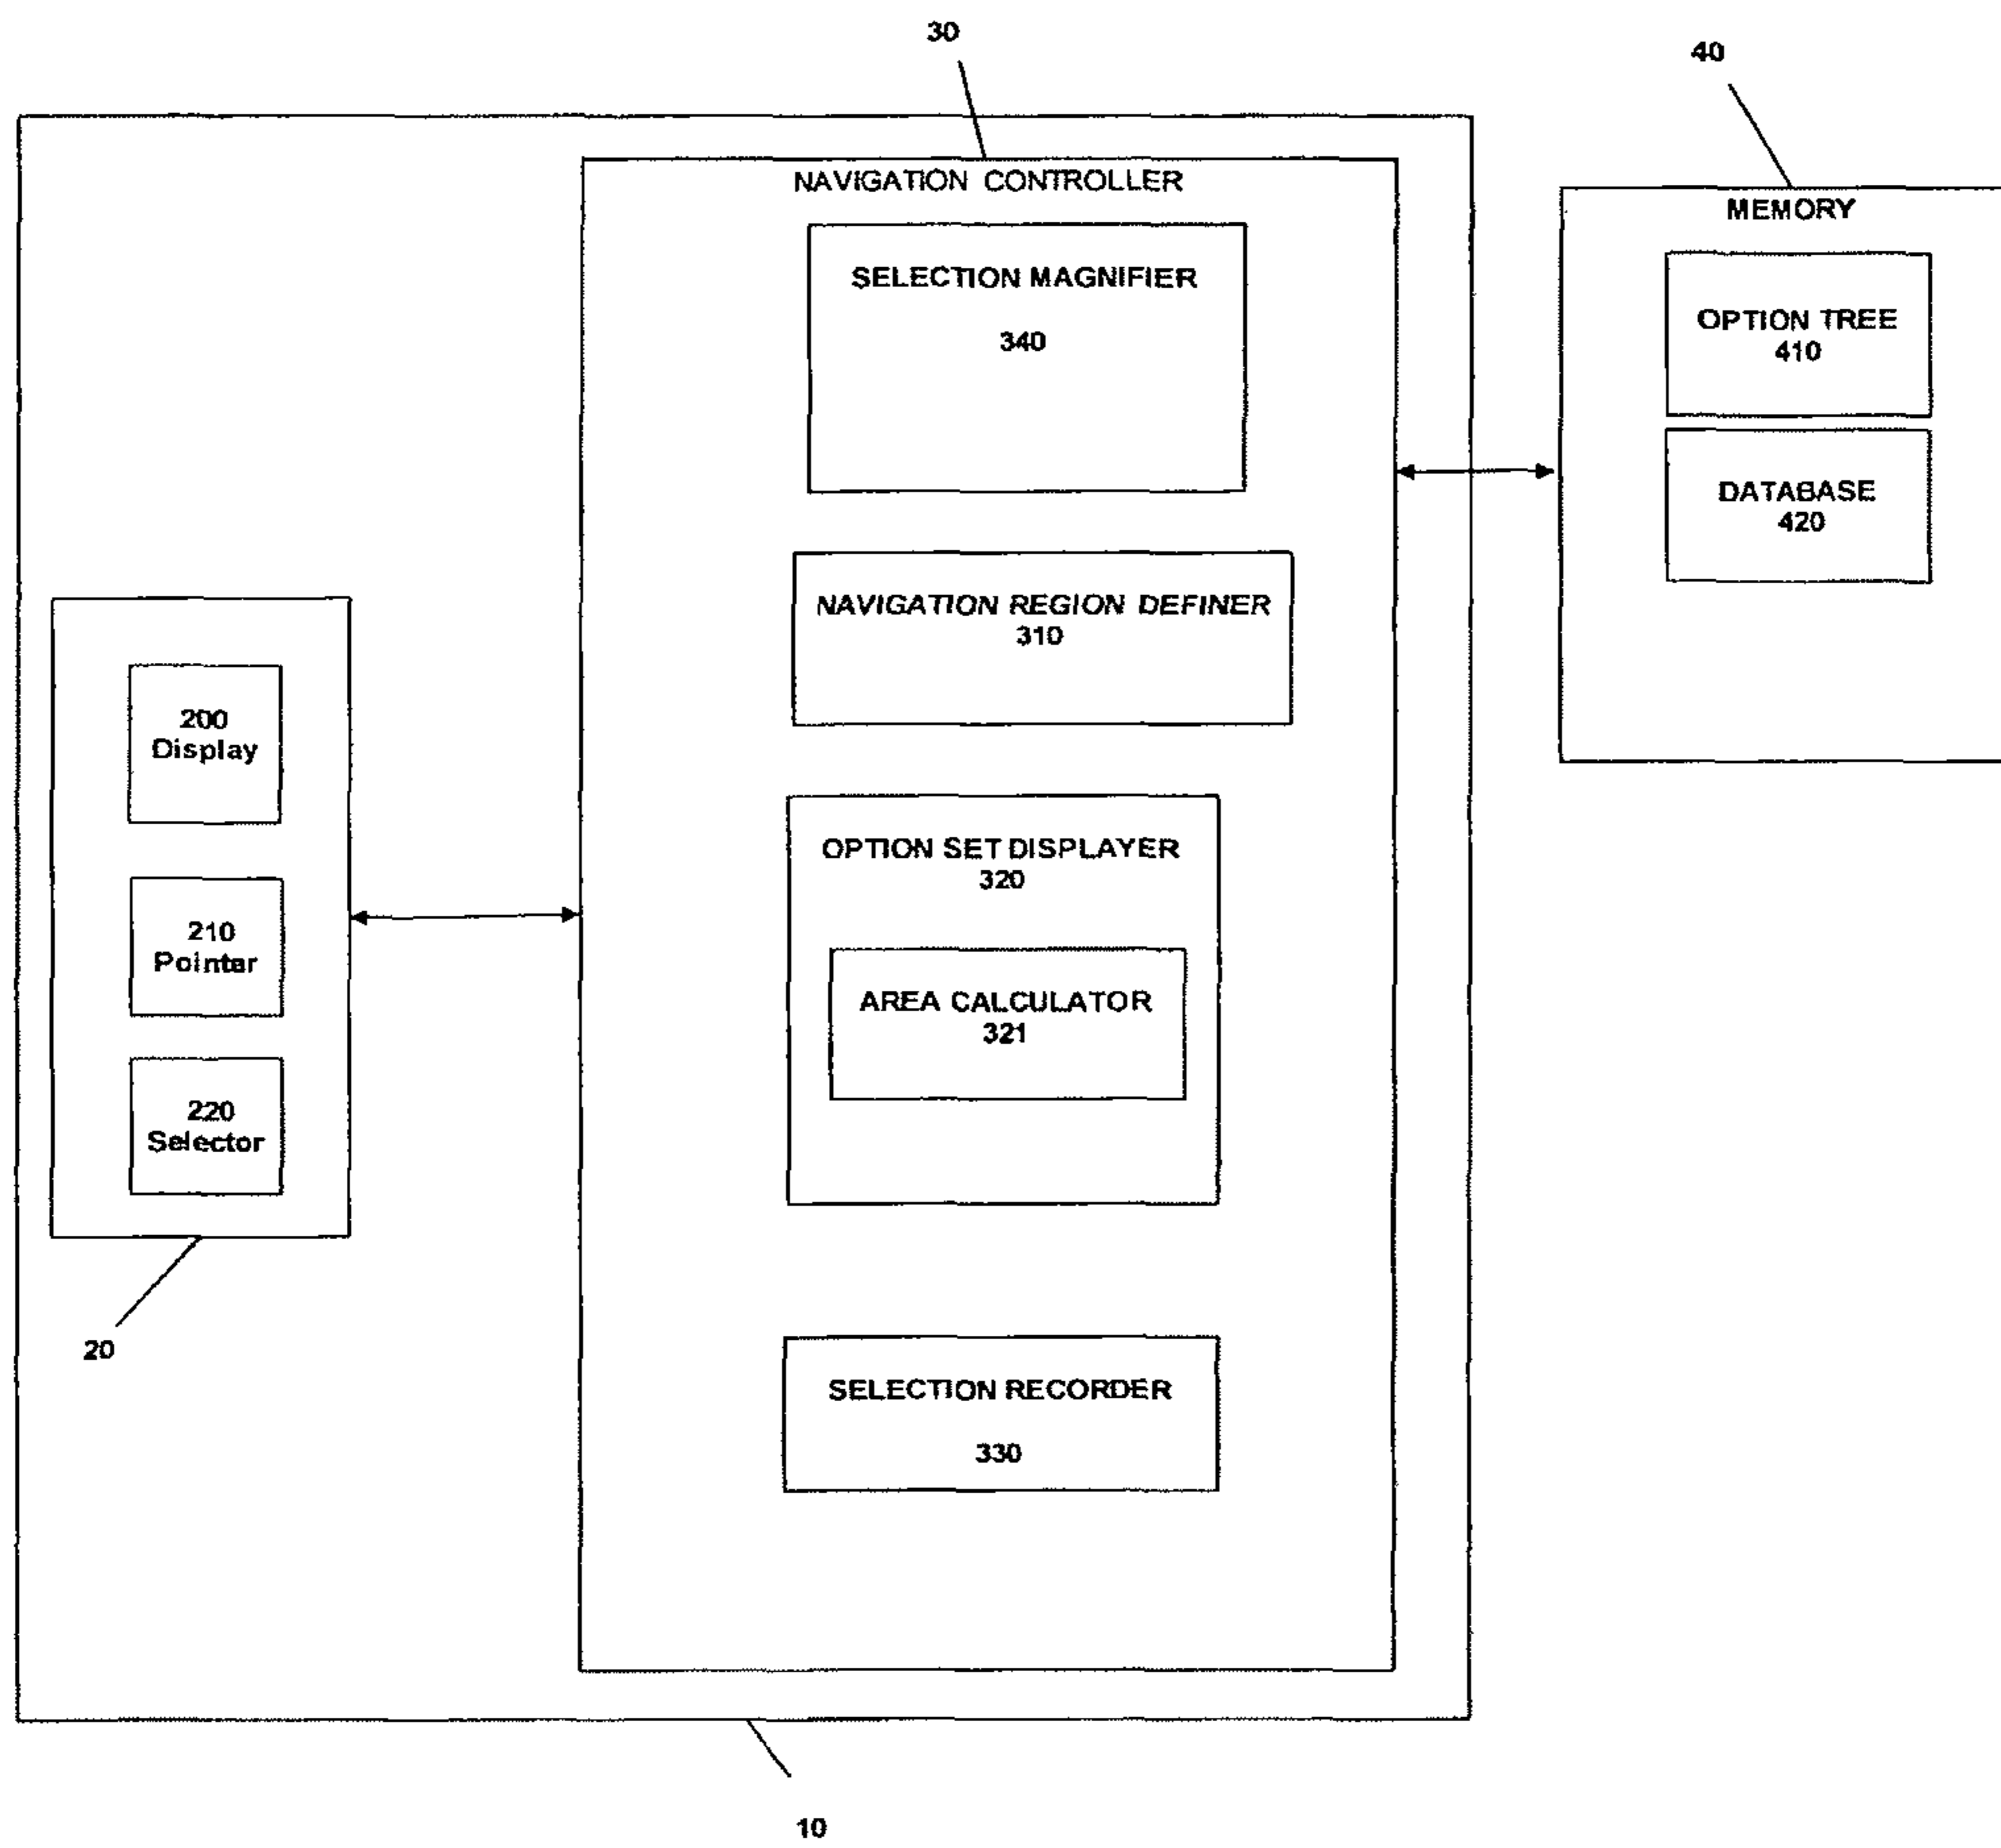 30
40
NAVIGATION CONTROLLER
SELECTION MAGNIFIER
340
NAVIGATION REGION DEFINER
310
OPTION SET DISPLAYER
320
AREA CALCULATOR
321
SELECTION RECORDER
330
MEMORY
OPTION TREE
410
DATABASE
420
200
Display
210
Pointer
220
Selector
20
10